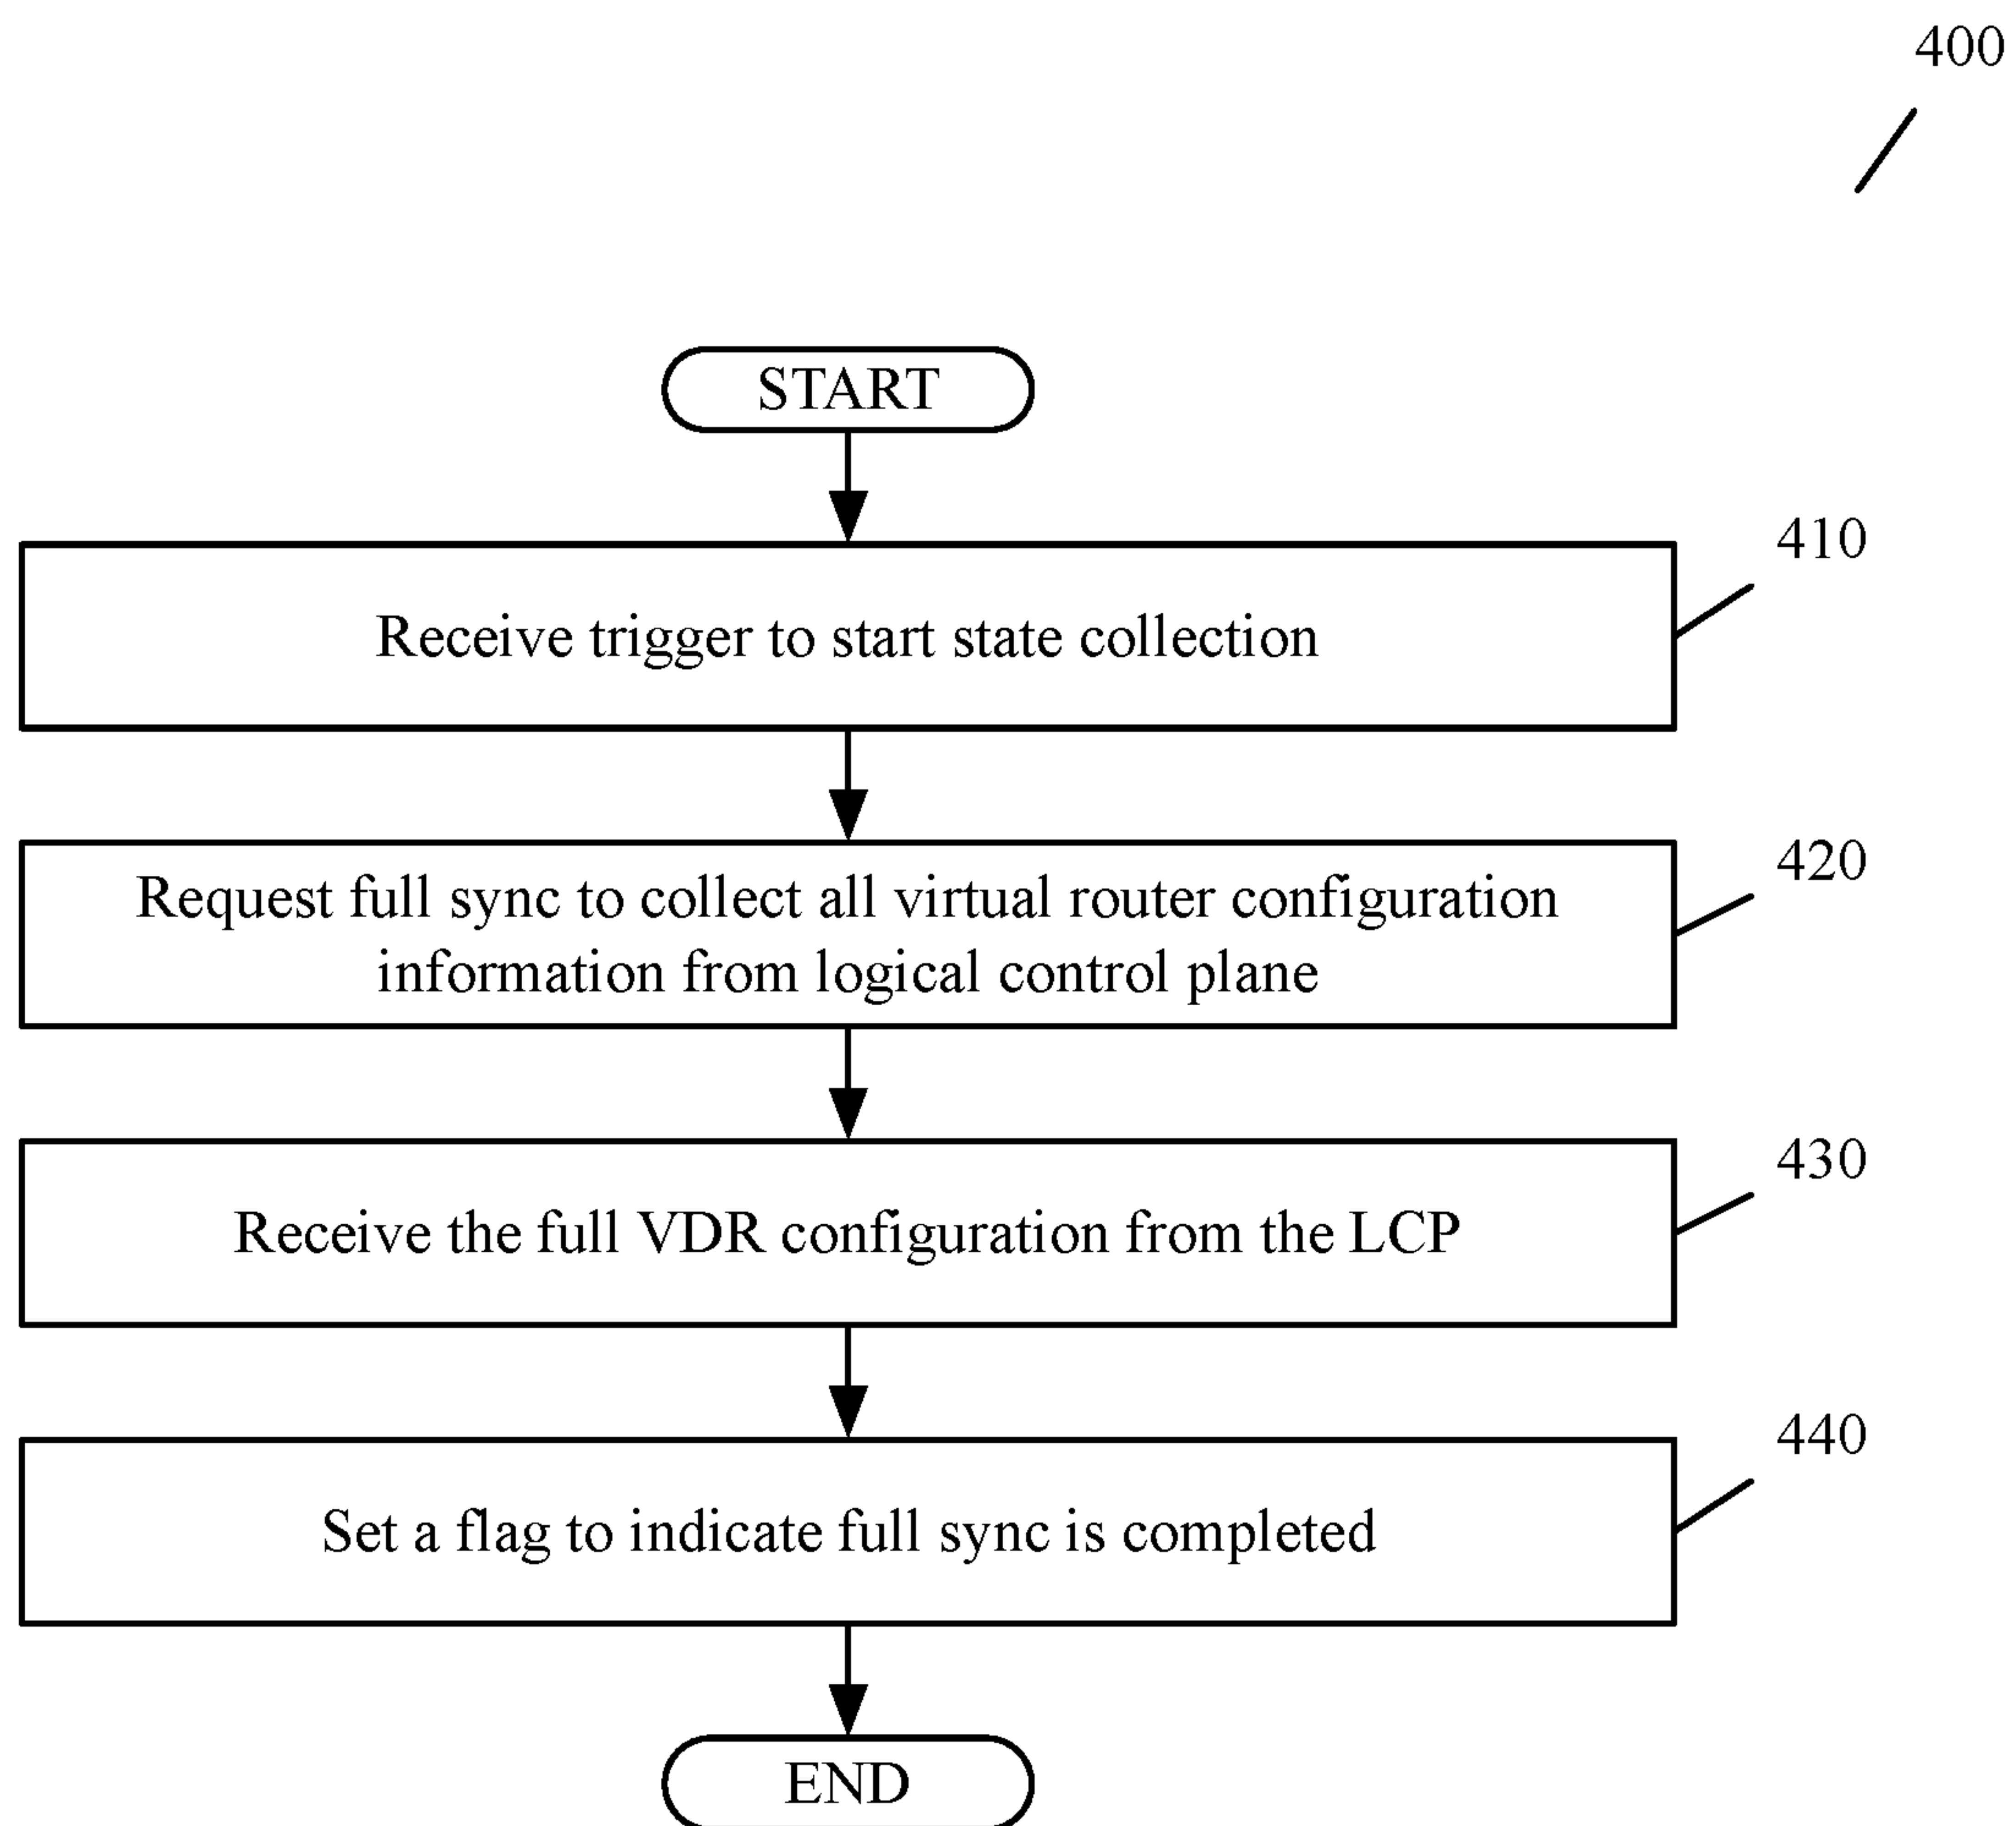 400
START
410
Receive trigger to start state collection
420
Request full sync to collect all virtual router configuration
information from logical control plane
430
Receive the full VDR configuration from the LCP
440
Set a flag to indicate full sync is completed
END